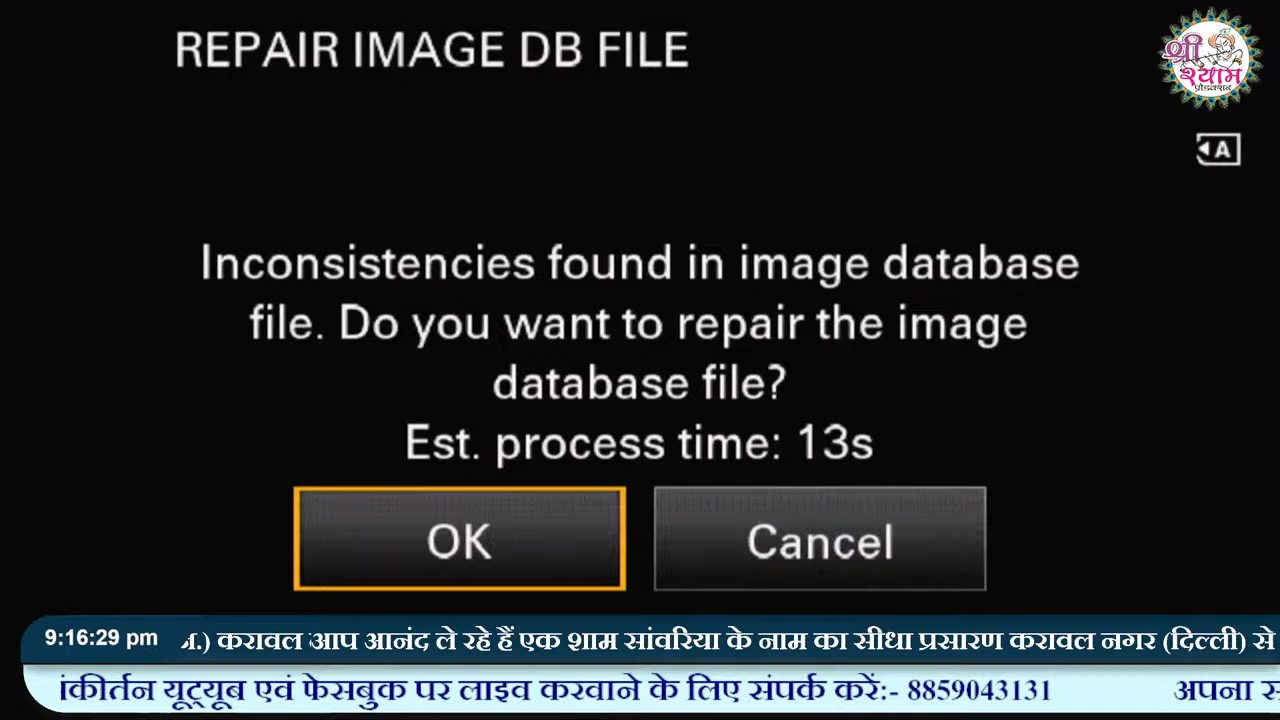 REPAIR IMAGE DB FILE
श्री
श्याम
प्रोडक्शन
A
Inconsistencies found in image database
file. Do you want to repair the image
database file?
Est. process time: 13s
OK
Cancel
9:16:29 pm
.) करावल आप आनंद ले रहे हैं एक शाम सांवरिया के नाम का सीधा प्रसारण करावल नगर (दिल्ली) से
ंकीर्तन यूट्यूब एवं फेसबुक पर लाइव करवाने के लिए संपर्क करें:- 8859043131 अपना